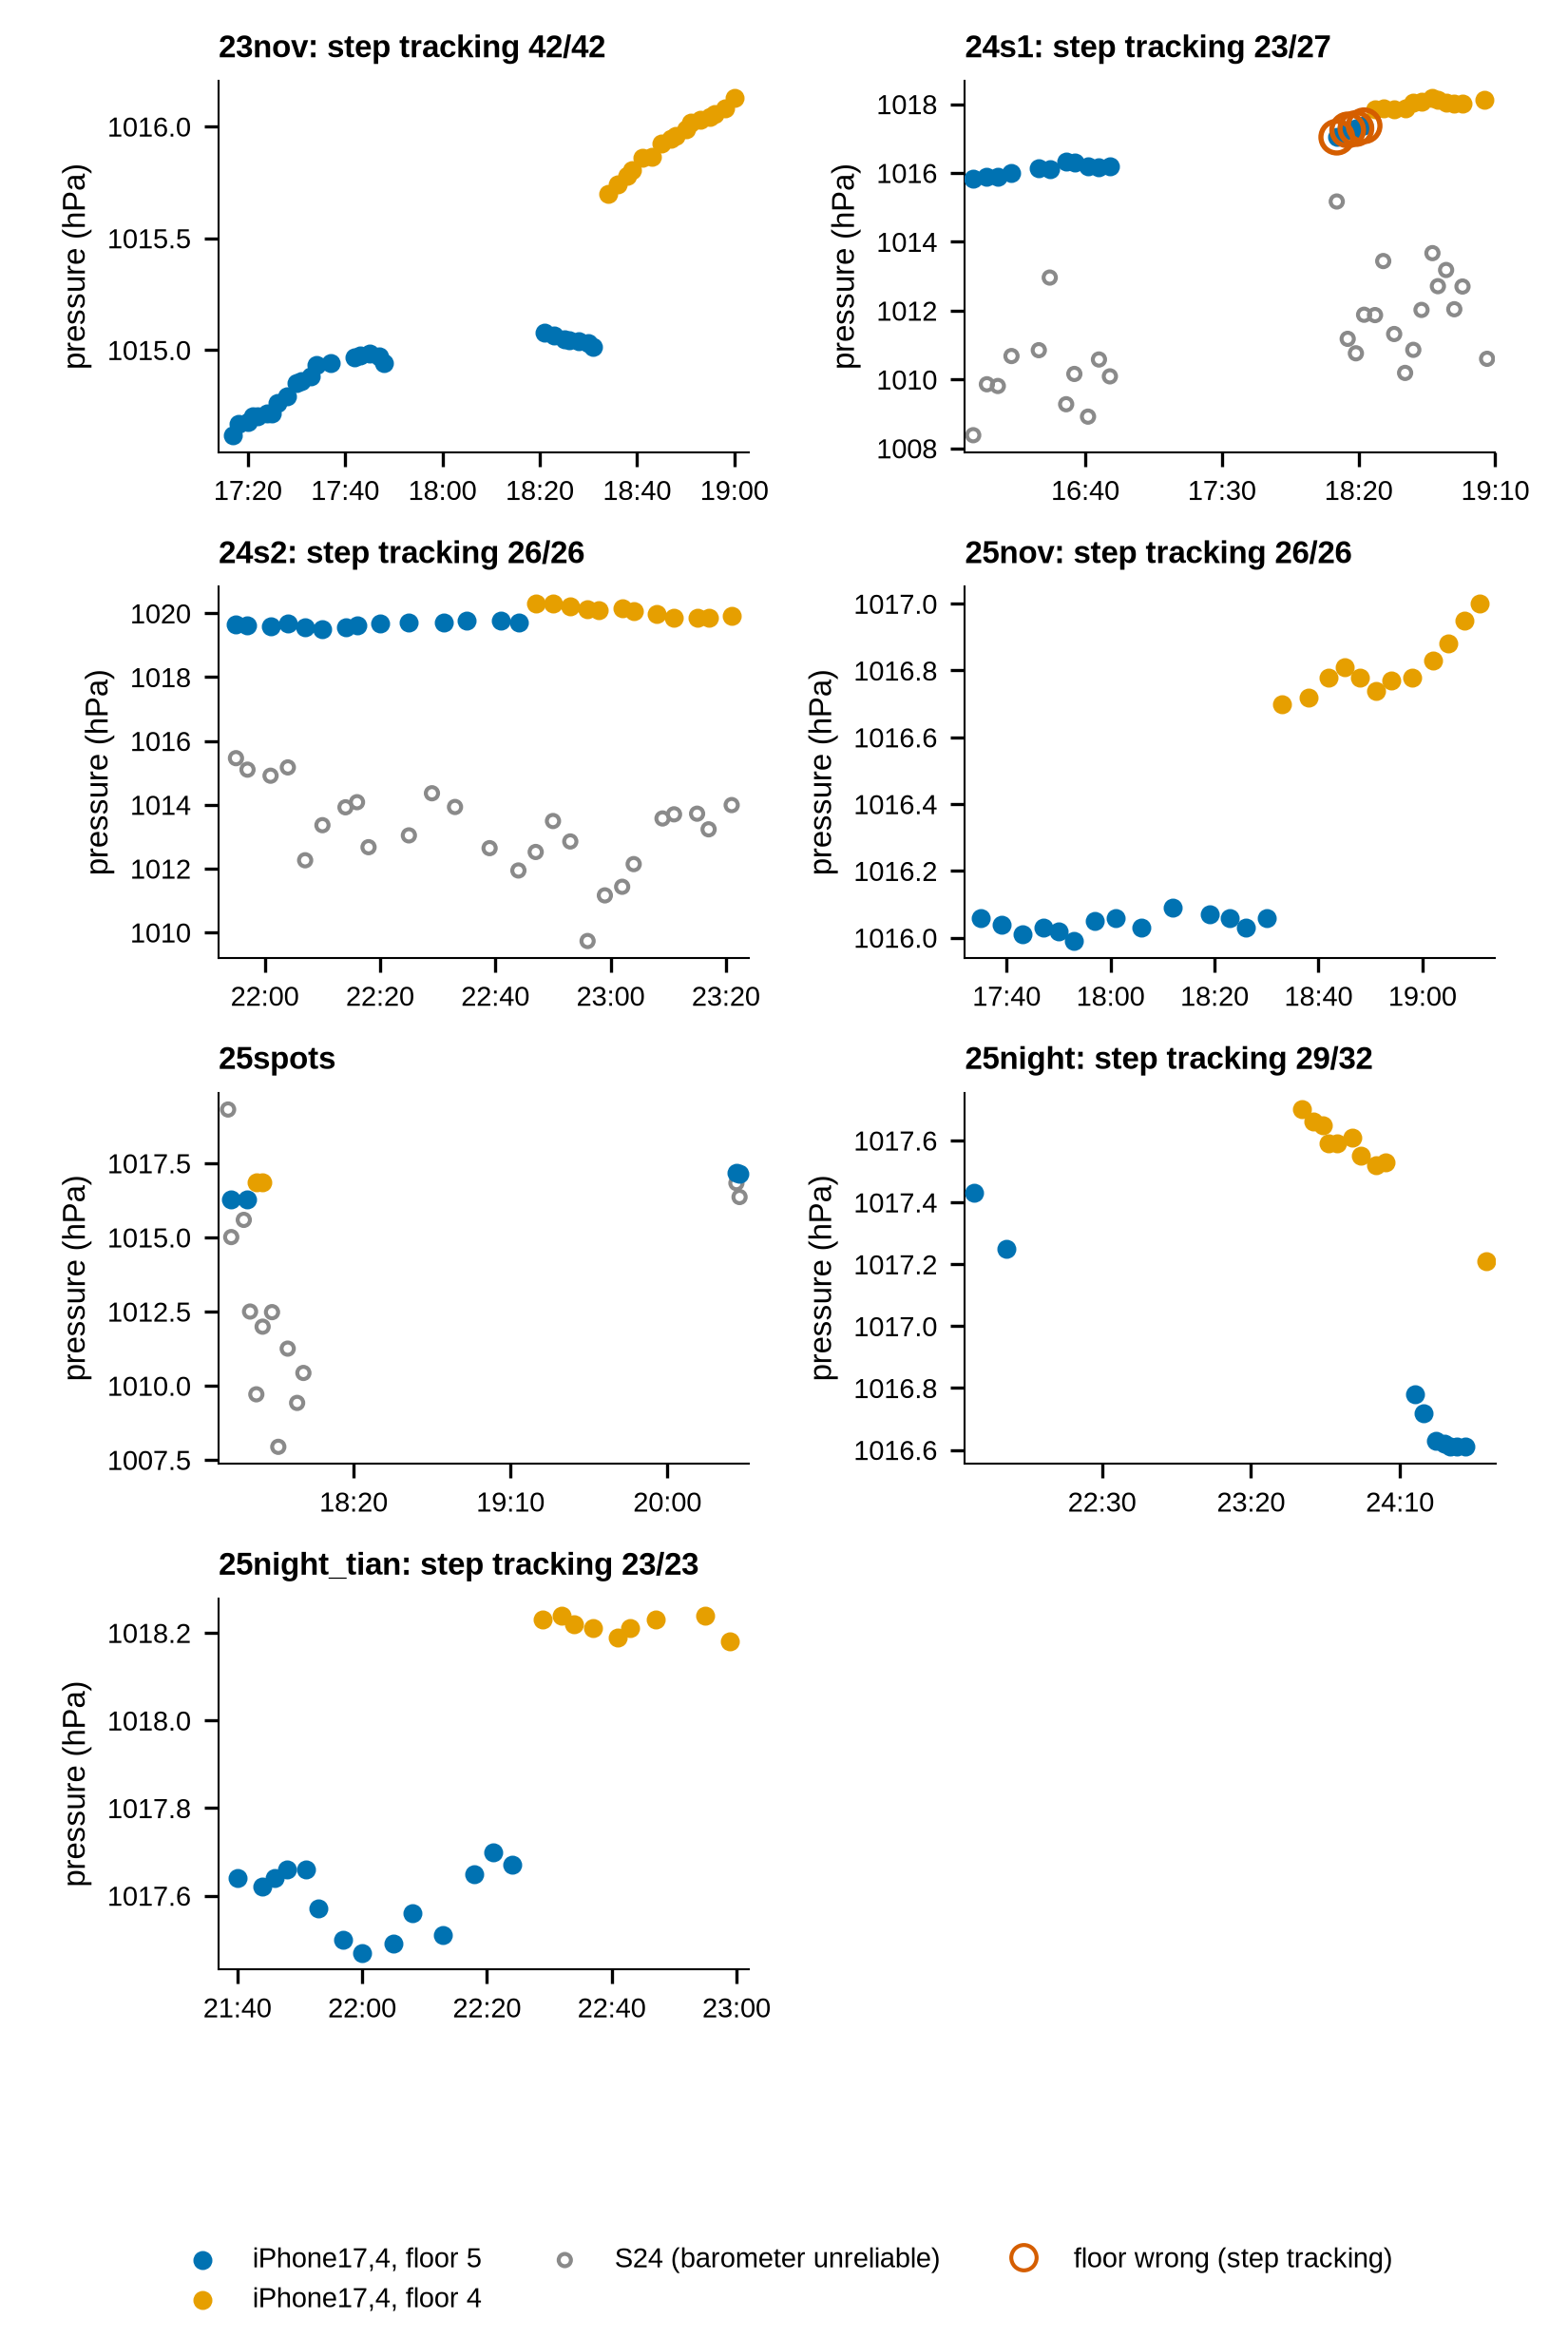 23nov: step tracking 42/42
pressure (hPa)
1016.0
1015.5
1015.0
17:20 17:40 18:00 18:20 18:40 19:00
24s1: step tracking 23/27
pressure (hPa)
1018
1016
1014
1012
1010
1008
16:40 17:30 18:20 19:10
24s2: step tracking 26/26
pressure (hPa)
1020
1018
1016
1014
1012
1010
22:00 22:20 22:40 23:00 23:20
25nov: step tracking 26/26
pressure (hPa)
1017.0
1016.8
1016.6
1016.4
1016.2
1016.0
17:40 18:00 18:20 18:40 19:00
25spots
pressure (hPa)
1017.5
1015.0
1012.5
1010.0
1007.5
18:20 19:10 20:00
25night: step tracking 29/32
pressure (hPa)
1017.6
1017.4
1017.2
1017.0
1016.8
1016.6
22:30 23:20 24:10
25night_tian: step tracking 23/23
pressure (hPa)
1018.2
1018.0
1017.8
1017.6
21:40 22:00 22:20 22:40 23:00
iPhone17,4, floor 5
iPhone17,4, floor 4
S24 (barometer unreliable)
floor wrong (step tracking)